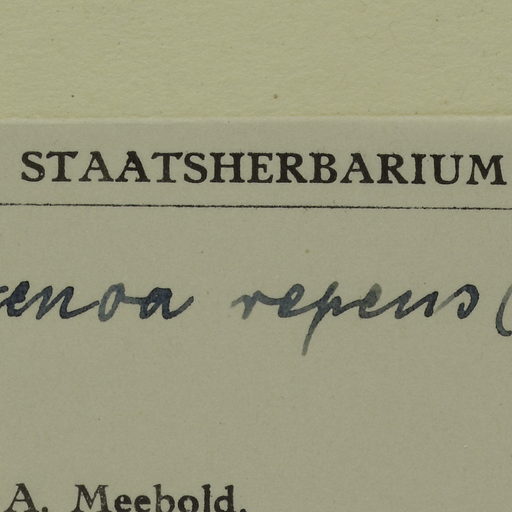 STAATSHERBARIUM
enoa repens (
A. Meebold.